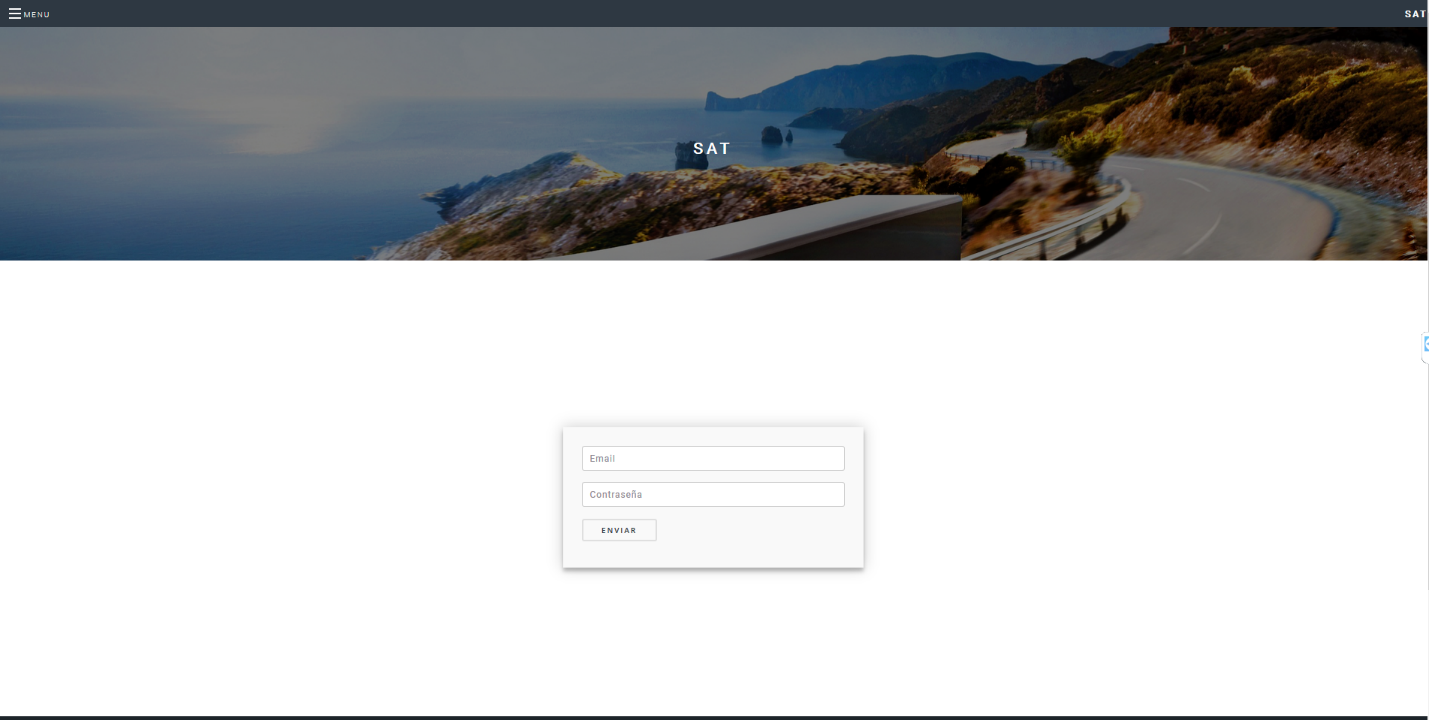 MENU
SAT
SAT
Email
Contraseña
ENVIAR